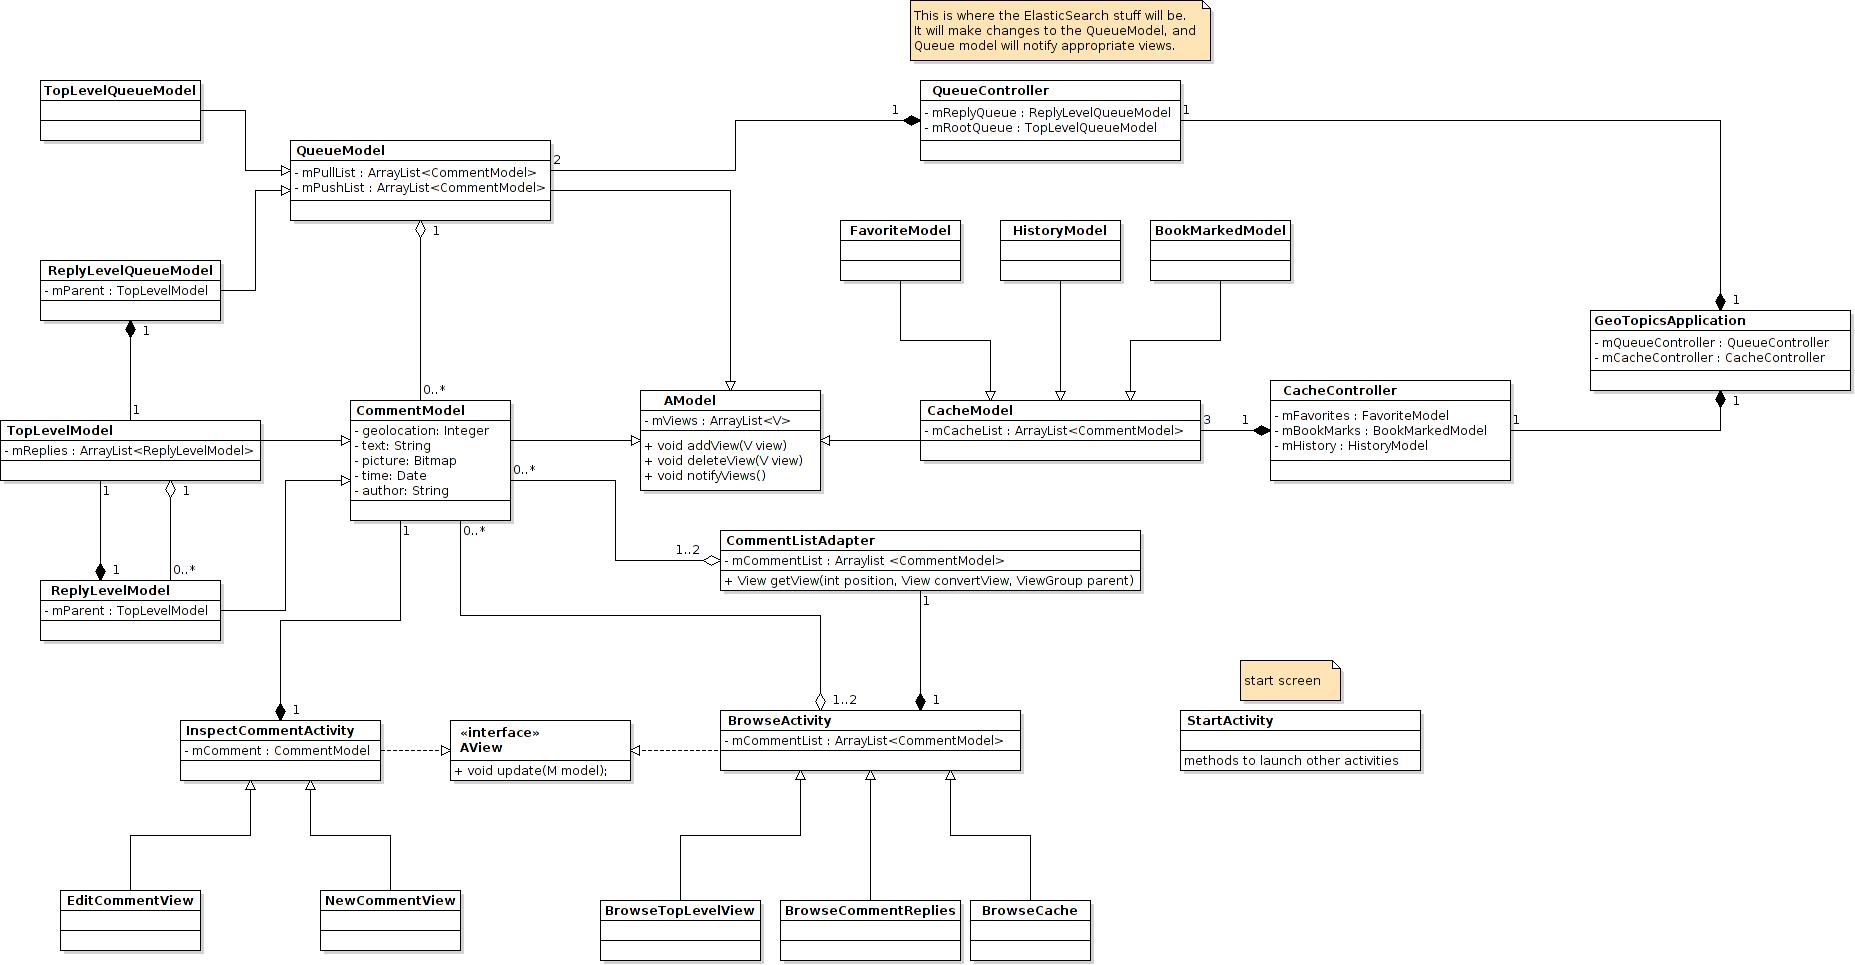 This is where the ElasticSearch stuff will be.
It will make changes to the QueueModel, and
Queue model will notify appropriate views.
TopLevelQueueModel
QueueController
- mReplyQueue : ReplyLevelQueueModel
- mRootQueue : TopLevelQueueModel
1
1
QueueModel
- mPullList : ArrayList<CommentModel>
- mPushList : ArrayList<CommentModel>
2
1
FavoriteModel
HistoryModel
BookMarkedModel
ReplyLevelQueueModel
- mParent : TopLevelModel
1
1
GeoTopicsApplication
- mQueueController : QueueController
- mCacheController : CacheController
1
0..*
1
TopLevelModel
- mReplies : ArrayList<ReplyLevelModel>
1
1
CommentModel
- geolocation: Integer
- text: String
- picture: Bitmap
- time: Date
- author: String
0..*
1
0..*
AModel
- mViews : ArrayList<V>
+ void addView(V view)
+ void deleteView(V view)
+ void notifyViews()
CacheModel
- mCacheList : ArrayList<CommentModel>
3
1
CacheController
- mFavorites : FavoriteModel
- mBookMarks : BookMarkedModel
- mHistory : HistoryModel
1
1..2
CommentListAdapter
- mCommentList : Arraylist <CommentModel>
+ View getView(int position, View convertView, ViewGroup parent)
1
1
0..*
ReplyLevelModel
- mParent : TopLevelModel
start screen
1
1..2
1
InspectCommentActivity
- mComment : CommentModel
«interface»
AView
+ void update(M model);
BrowseActivity
- mCommentList : ArrayList<CommentModel>
StartActivity
methods to launch other activities
EditCommentView
NewCommentView
BrowseTopLevelView
BrowseCommentReplies
BrowseCache